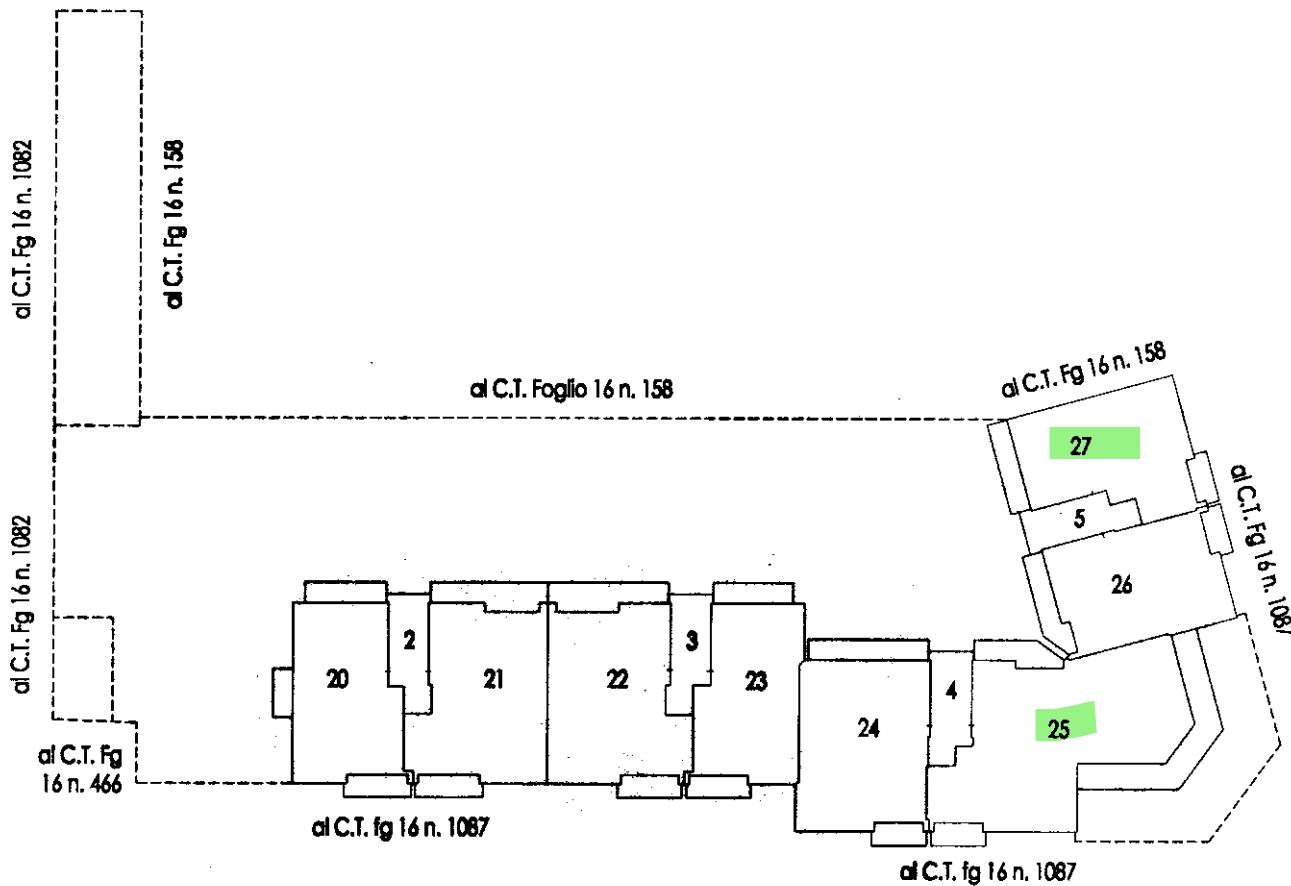 al C.T. Fg 16 n. 1082
al C.T. Fg 16 n. 158
al C.T. Foglio 16 n. 158
al C.T. Fg 16 n. 158
27
al C.T. Fg 16 n. 1087
5
26
al C.T. Fg 16 n. 1082
2
3
20
21
22
23
4
24
25
al C.T. Fg
16 n. 466
al C.T. fg 16 n. 1087
al C.T. fg 16 n. 1087